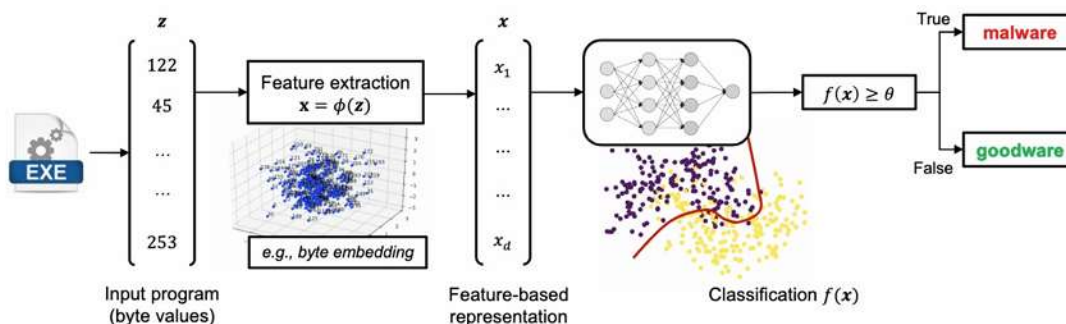 z
122
45
...
...
253
EXE
Input program
(byte values)
Feature extraction
x = ϕ(z)
e.g., byte embedding
x
x₁
...
...
...
x_d
Feature-based
representation
Classification f(x)
f(x) ≥ θ
True
malware
False
goodware